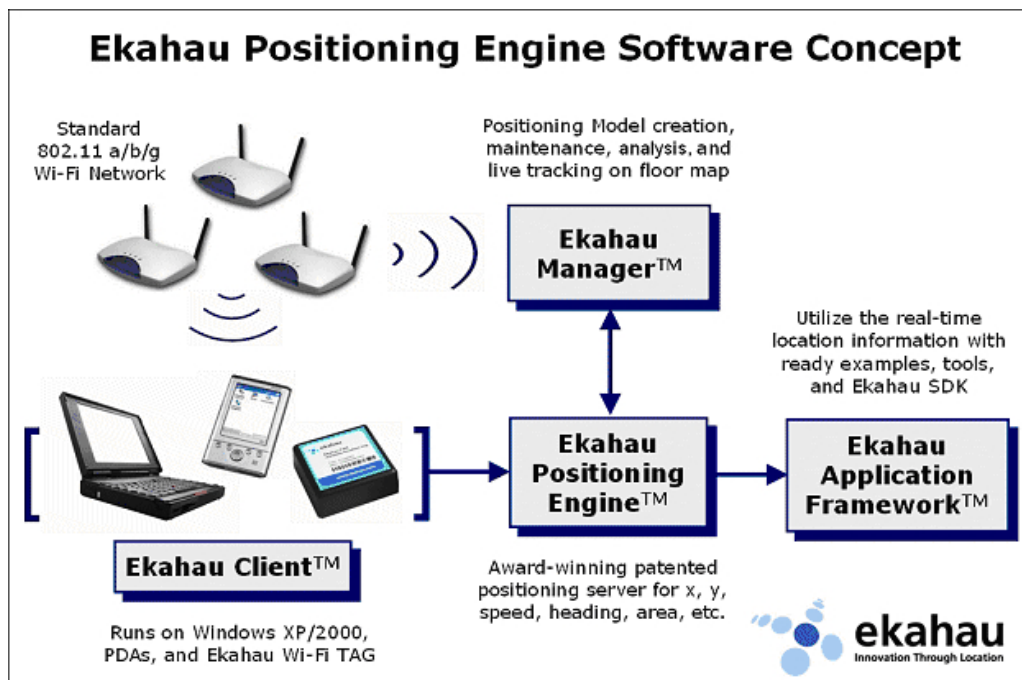 Ekahau Positioning Engine Software Concept
Standard
802.11 a/b/g
Wi-Fi Network
Positioning Model creation,
maintenance, analysis, and
live tracking on floor map
Ekahau
Manager™
Utilize the real-time
location information with
ready examples, tools,
and Ekahau SDK
ekahau
Ekahau
Positioning
Engine™
Ekahau
Application
Framework™
Ekahau Client™
Runs on Windows XP/2000,
PDAs, and Ekahau Wi-Fi TAG
Award-winning patented
positioning server for x, y,
speed, heading, area, etc.
ekahau
Innovation Through Location